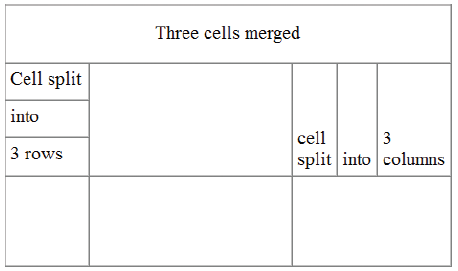 Three cells merged
Cell split
into
3 rows
cell
split
into
3
columns